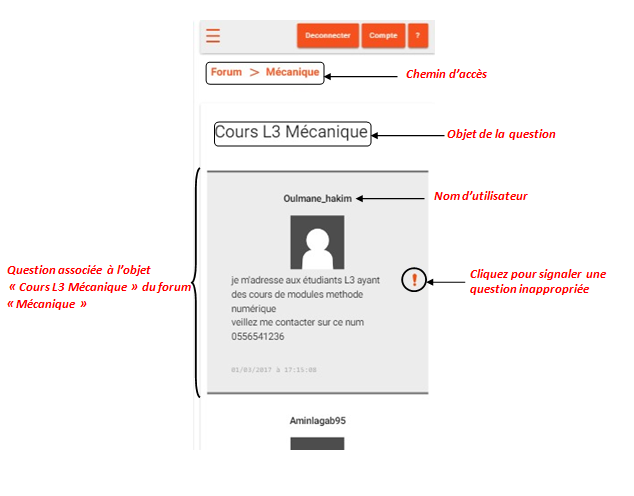 Deconnecter Compte ?
Forum > Mécanique
Chemin d'accès
Cours L3 Mécanique
Objet de la question
Oulmane_hakim
Nom d'utilisateur
Question associée à l'objet
« Cours L3 Mécanique » du forum
« Mécanique »
je m'adresse aux étudiants L3 ayant
des cours de modules methode
numérique
veillez me contacter sur ce num
0556541236
!
Cliquez pour signaler une
question inappropriée
01/03/2017 à 17:15:08
Aminlagab95